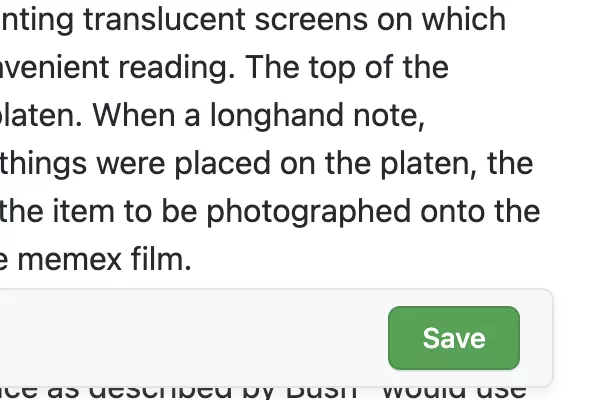 nting translucent screens on which
nvenient reading. The top of the
platen. When a longhand note,
things were placed on the platen, the
the item to be photographed onto the
e memex film.
Save
ice as described by Bush "would use